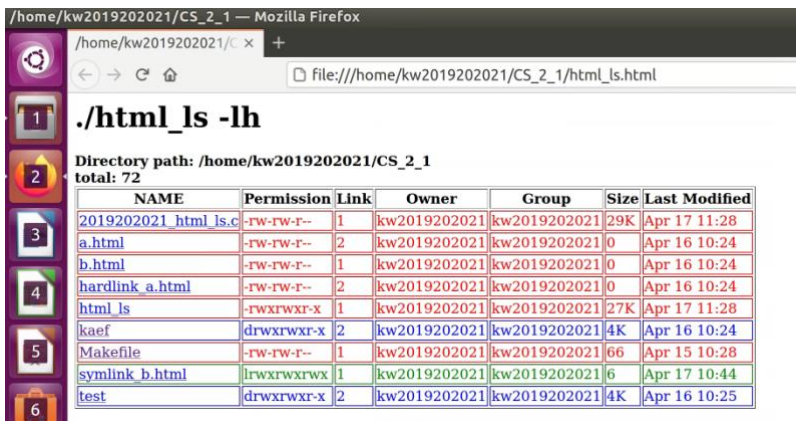 /home/kw2019202021/CS_2_1 — Mozilla Firefox
/home/kw2019202021/C × +
file:///home/kw2019202021/CS_2_1/html_ls.html
./html_ls -lh
Directory path: /home/kw2019202021/CS_2_1
total: 72
NAME Permission Link Owner Group Size Last Modified
2019202021_html_ls.c -rw-rw-r-- 1 kw2019202021 kw2019202021 29K Apr 17 11:28
a.html -rw-rw-r-- 2 kw2019202021 kw2019202021 0 Apr 16 10:24
b.html -rw-rw-r-- 1 kw2019202021 kw2019202021 0 Apr 16 10:24
hardlink_a.html -rw-rw-r-- 2 kw2019202021 kw2019202021 0 Apr 16 10:24
html_ls -rwxrwxr-x 1 kw2019202021 kw2019202021 27K Apr 17 11:28
kaef drwxrwxr-x 2 kw2019202021 kw2019202021 4K Apr 16 10:24
Makefile -rw-rw-r-- 1 kw2019202021 kw2019202021 66 Apr 15 10:28
symlink_b.html lrwxrwxrwx 1 kw2019202021 kw2019202021 6 Apr 17 10:44
test drwxrwxr-x 2 kw2019202021 kw2019202021 4K Apr 16 10:25
1
2
3
4
5
6